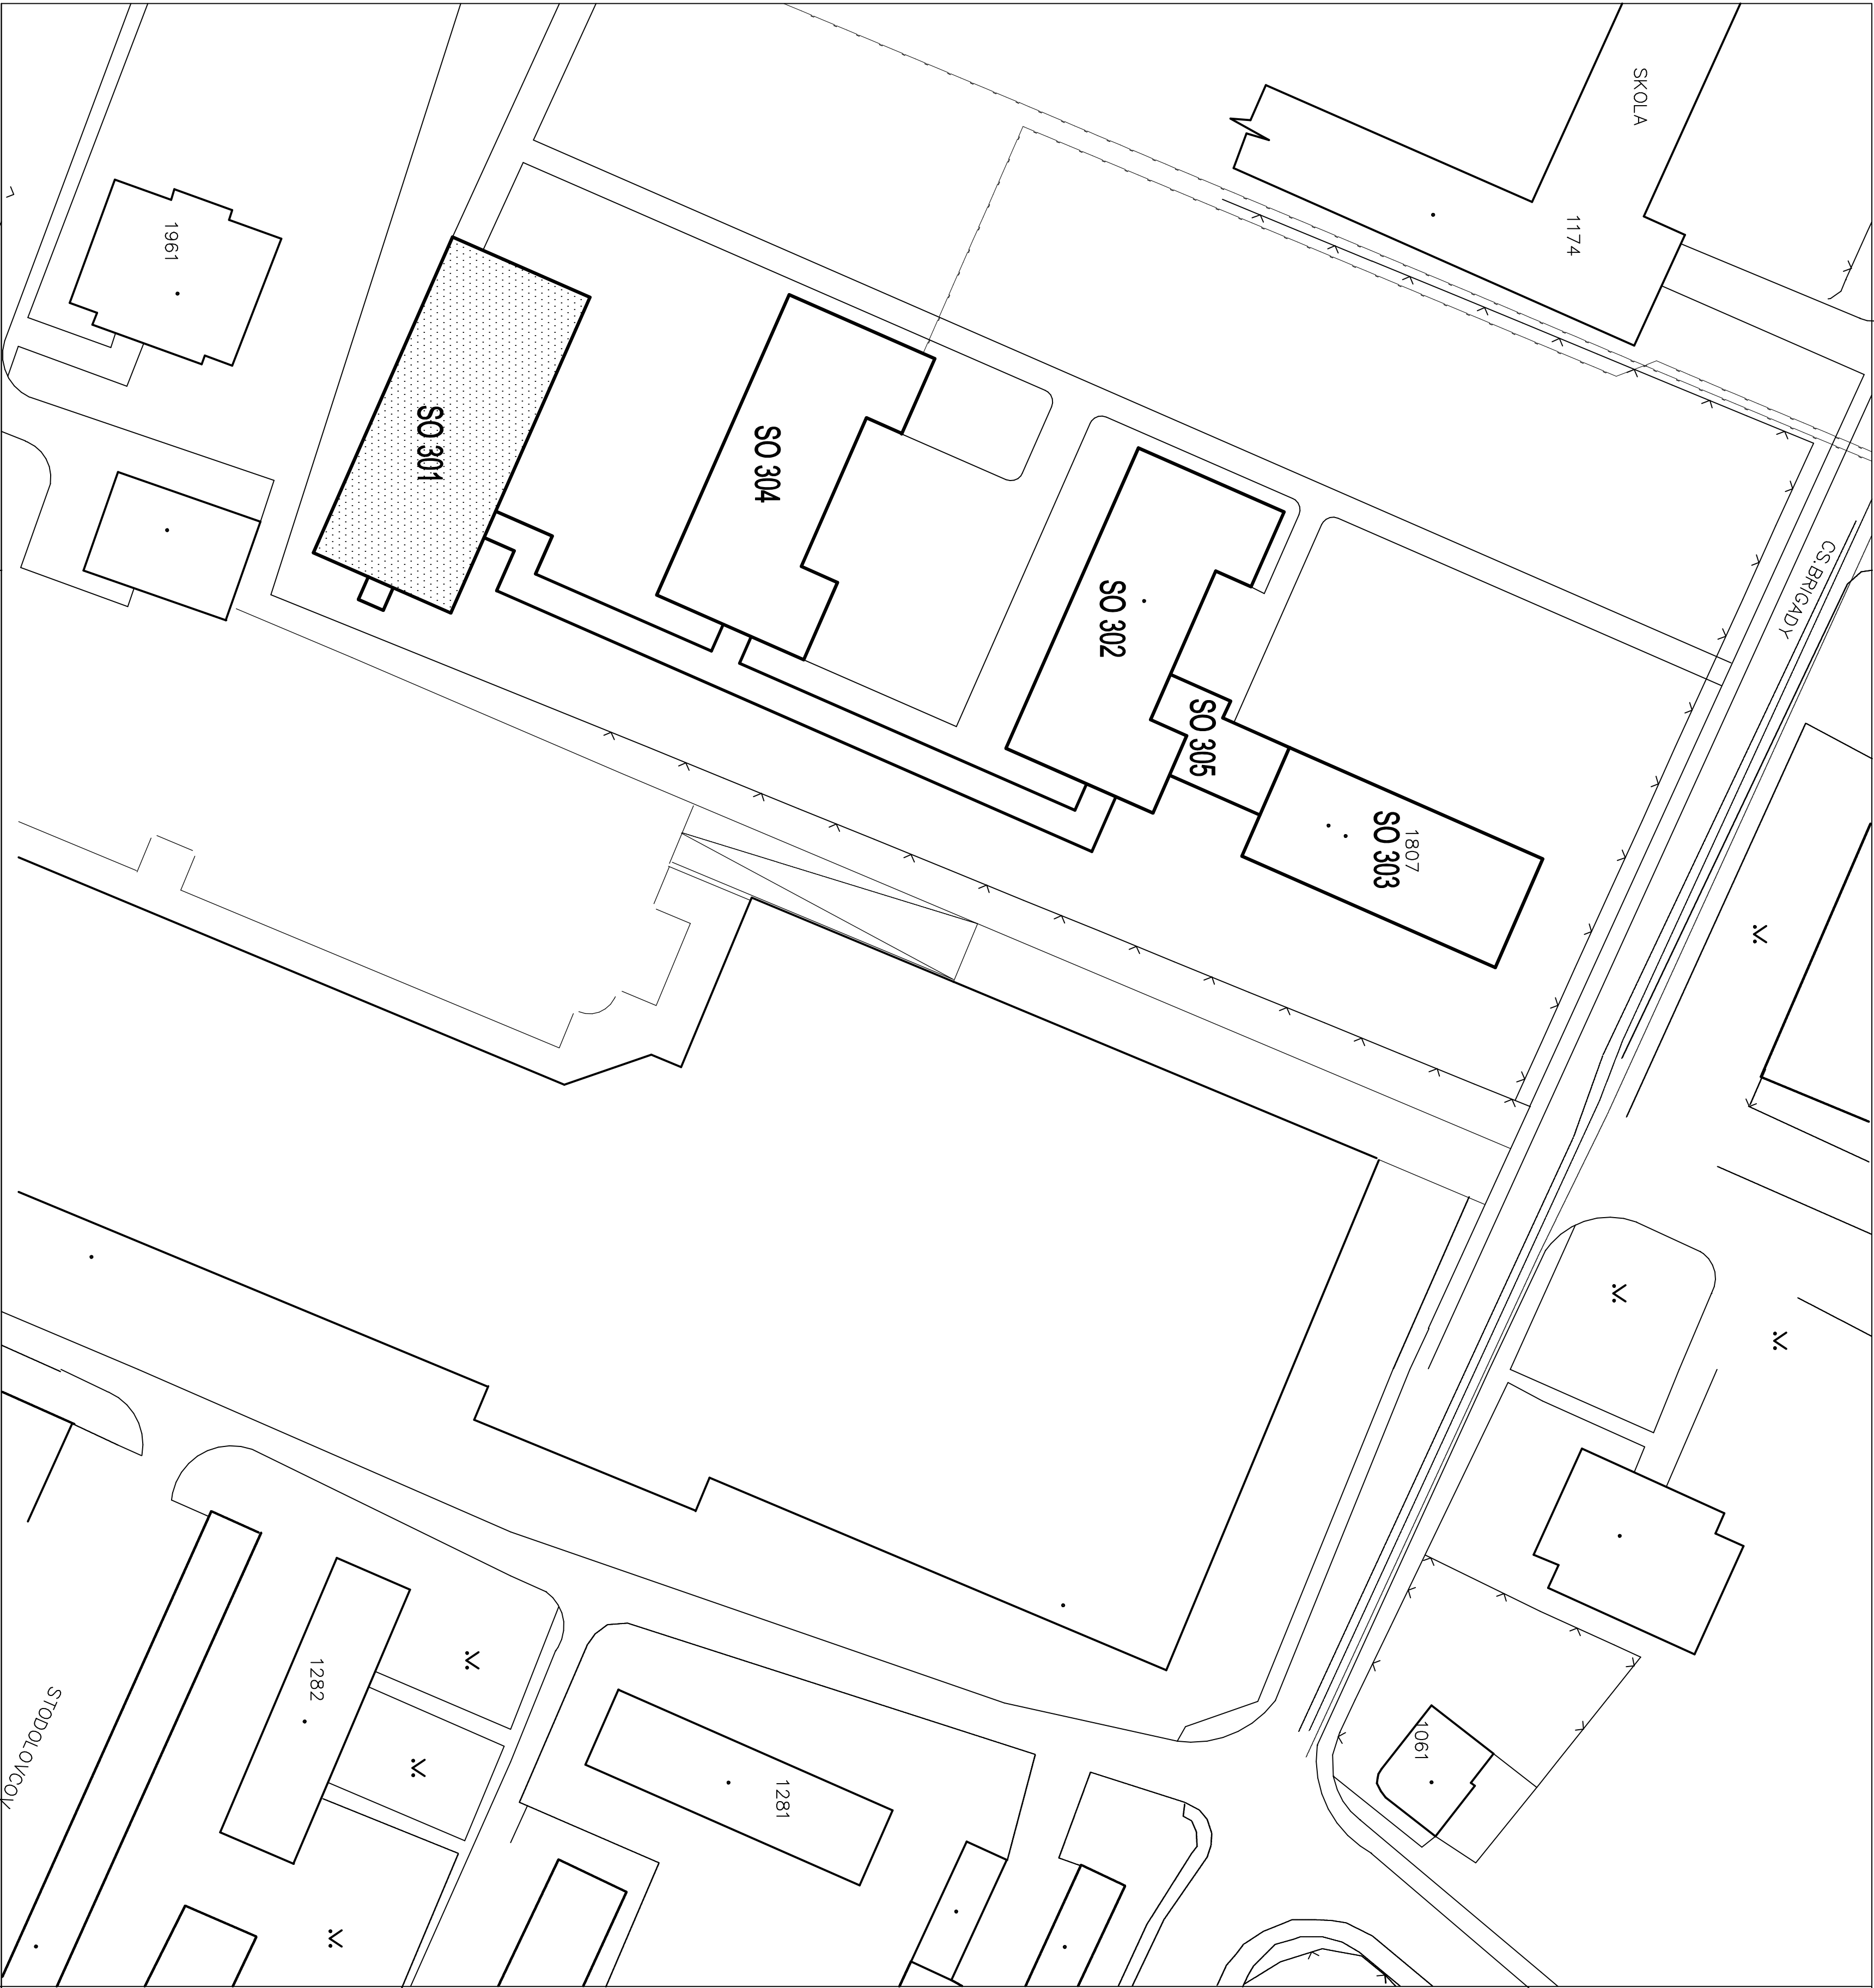 SKOLA
1174
1961
SO 301
SO 304
SO 302
SO 305
SO 303
1807
CS.BRIGADY
1282
1281
1061
STODOLOVCOV